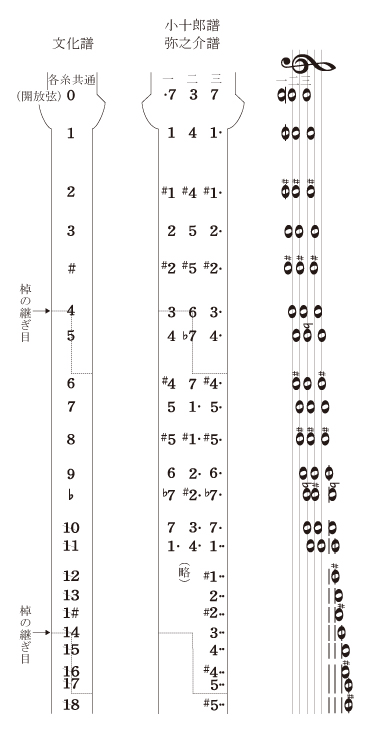 文化譜
小十郎譜
弥之介譜
各糸共通
(開放弦) 0
1
2
3
#
4
5
6
7
8
9
♭
10
11
12
13
1#
14
15
16
17
18
棹の継ぎ目
棹の継ぎ目
一 二 三
·7 3 7
1 4 1·
#1 #4 #1·
2 5 2·
#2 #5 #2·
3 6 3·
4 ♭7 4·
#4 7 #4·
5 1· 5·
#5 #1· #5·
6 2· 6·
♭7 #2· ♭7·
7 3· 7·
1· 4· 1··
(略)
#1··
2··
#2··
3··
4··
#4··
5··
#5··
一 二 三